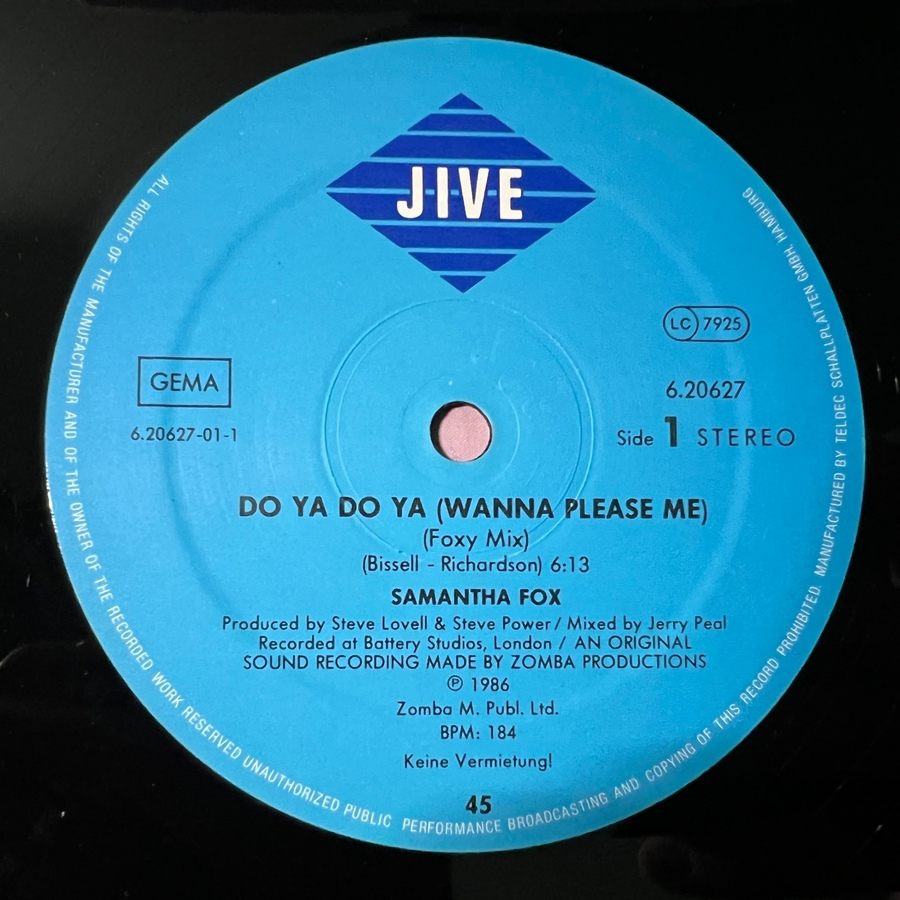 JIVE
LC 7925
GEMA
6.20627
6.20627-01-1
Side 1 STEREO
DO YA DO YA (WANNA PLEASE ME)
(Foxy Mix)
(Bissell - Richardson) 6:13
SAMANTHA FOX
Produced by Steve Lovell & Steve Power / Mixed by Jerry Peal
Recorded at Battery Studios, London / AN ORIGINAL
SOUND RECORDING MADE BY ZOMBA PRODUCTIONS
℗ 1986
Zomba M. Publ. Ltd.
BPM: 184
Keine Vermietung!
45
ALL RIGHTS OF THE MANUFACTURER AND OF THE OWNER OF THE RECORDED WORK RESERVED UNAUTHORIZED PUBLIC PERFORMANCE BROADCASTING AND COPYING OF THIS RECORD PROHIBITED. MANUFACTURED BY TELDEC SCHALLPLATTEN GMBH, HAMBURG